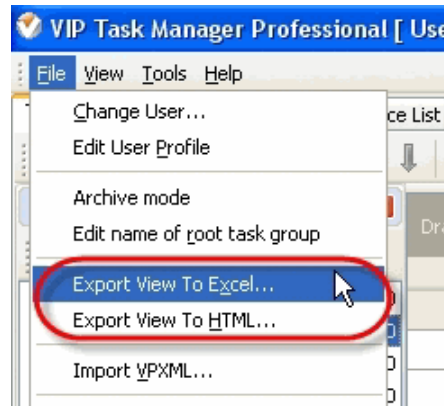 VIP Task Manager Professional [ Use
File View Tools Help
Change User...
ce List
Edit User Profile
Archive mode
Edit name of root task group
Dra
Export View To Excel...
Export View To HTML...
Import VPXML...